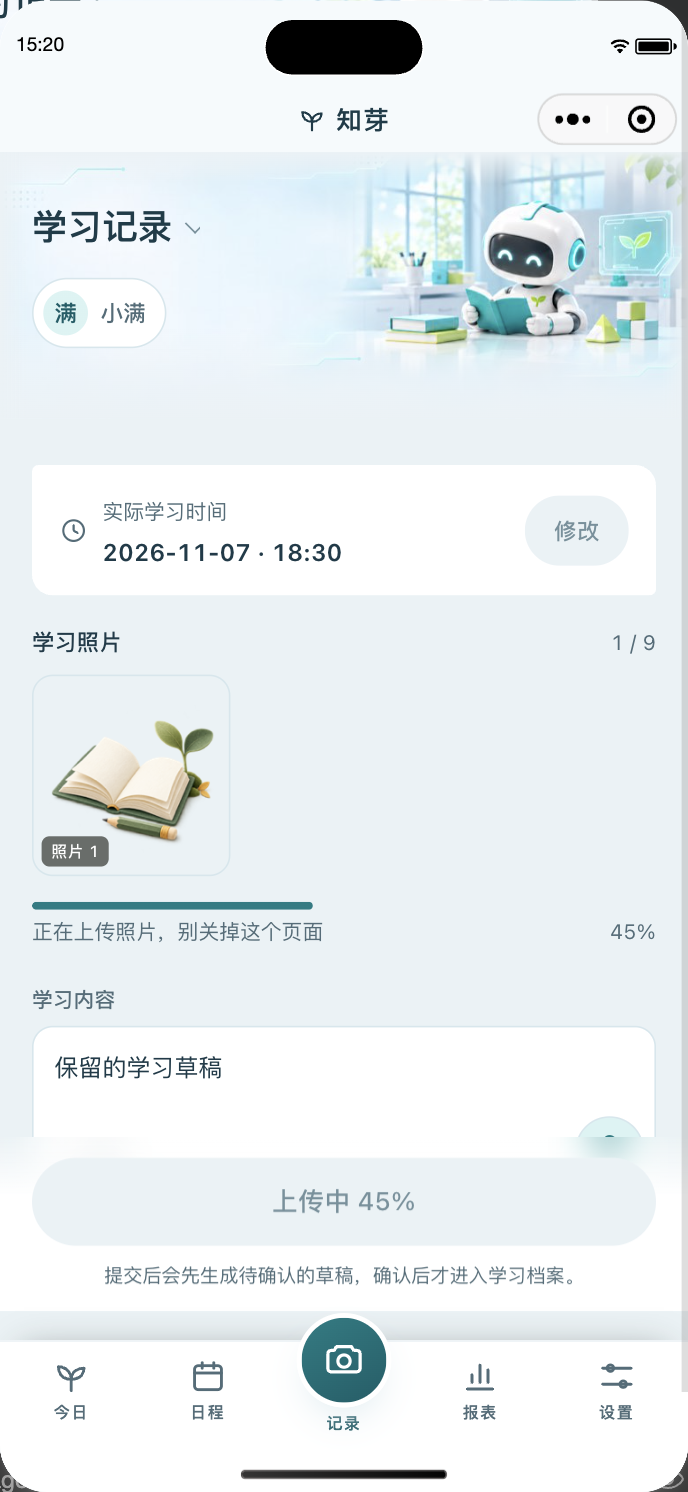 15:20
知芽
学习记录
满 小满
实际学习时间
2026-11-07 · 18:30
修改
学习照片
1 / 9
照片 1
正在上传照片，别关掉这个页面
45%
学习内容
保留的学习草稿
上传中 45%
提交后会先生成待确认的草稿，确认后才进入学习档案。
今日
日程
记录
报表
设置